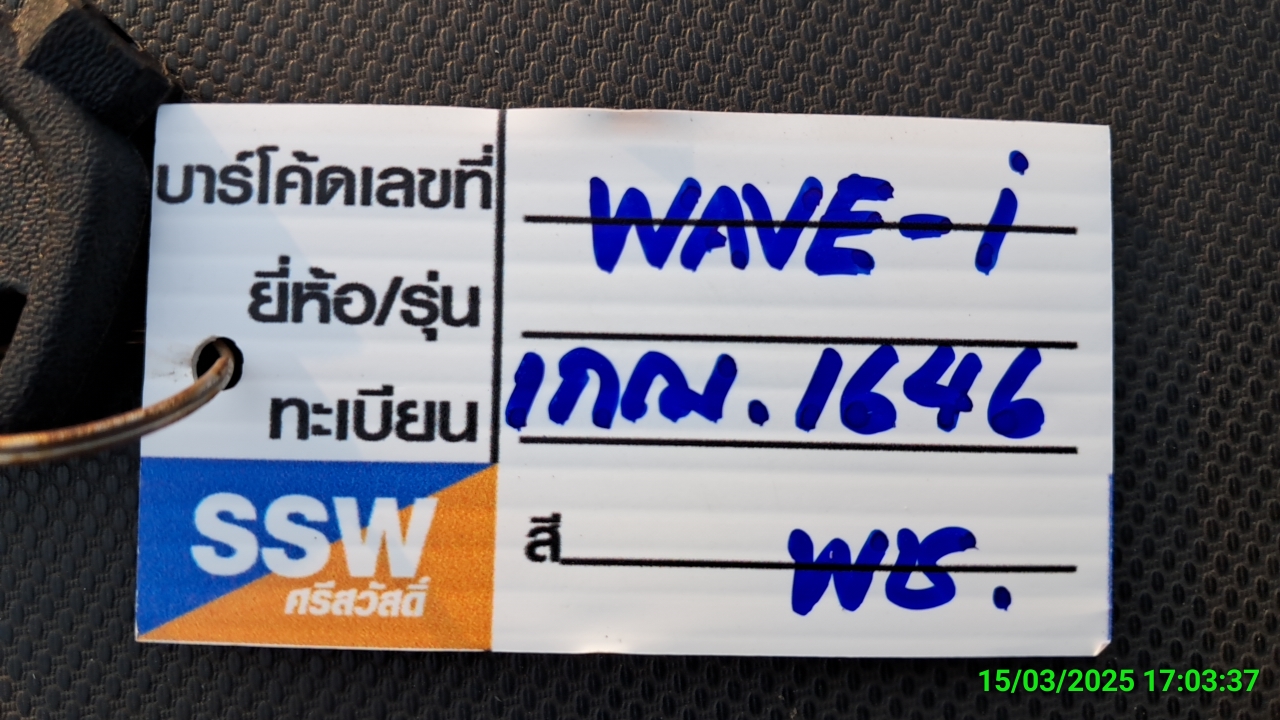 บาร์โค้ดเลขที่ WAVE-i
ยี่ห้อ/รุ่น
ทะเบียน 1กฌ.1646
SSW
ศรีสวัสดิ์
สี พช.
15/03/2025 17:03:37